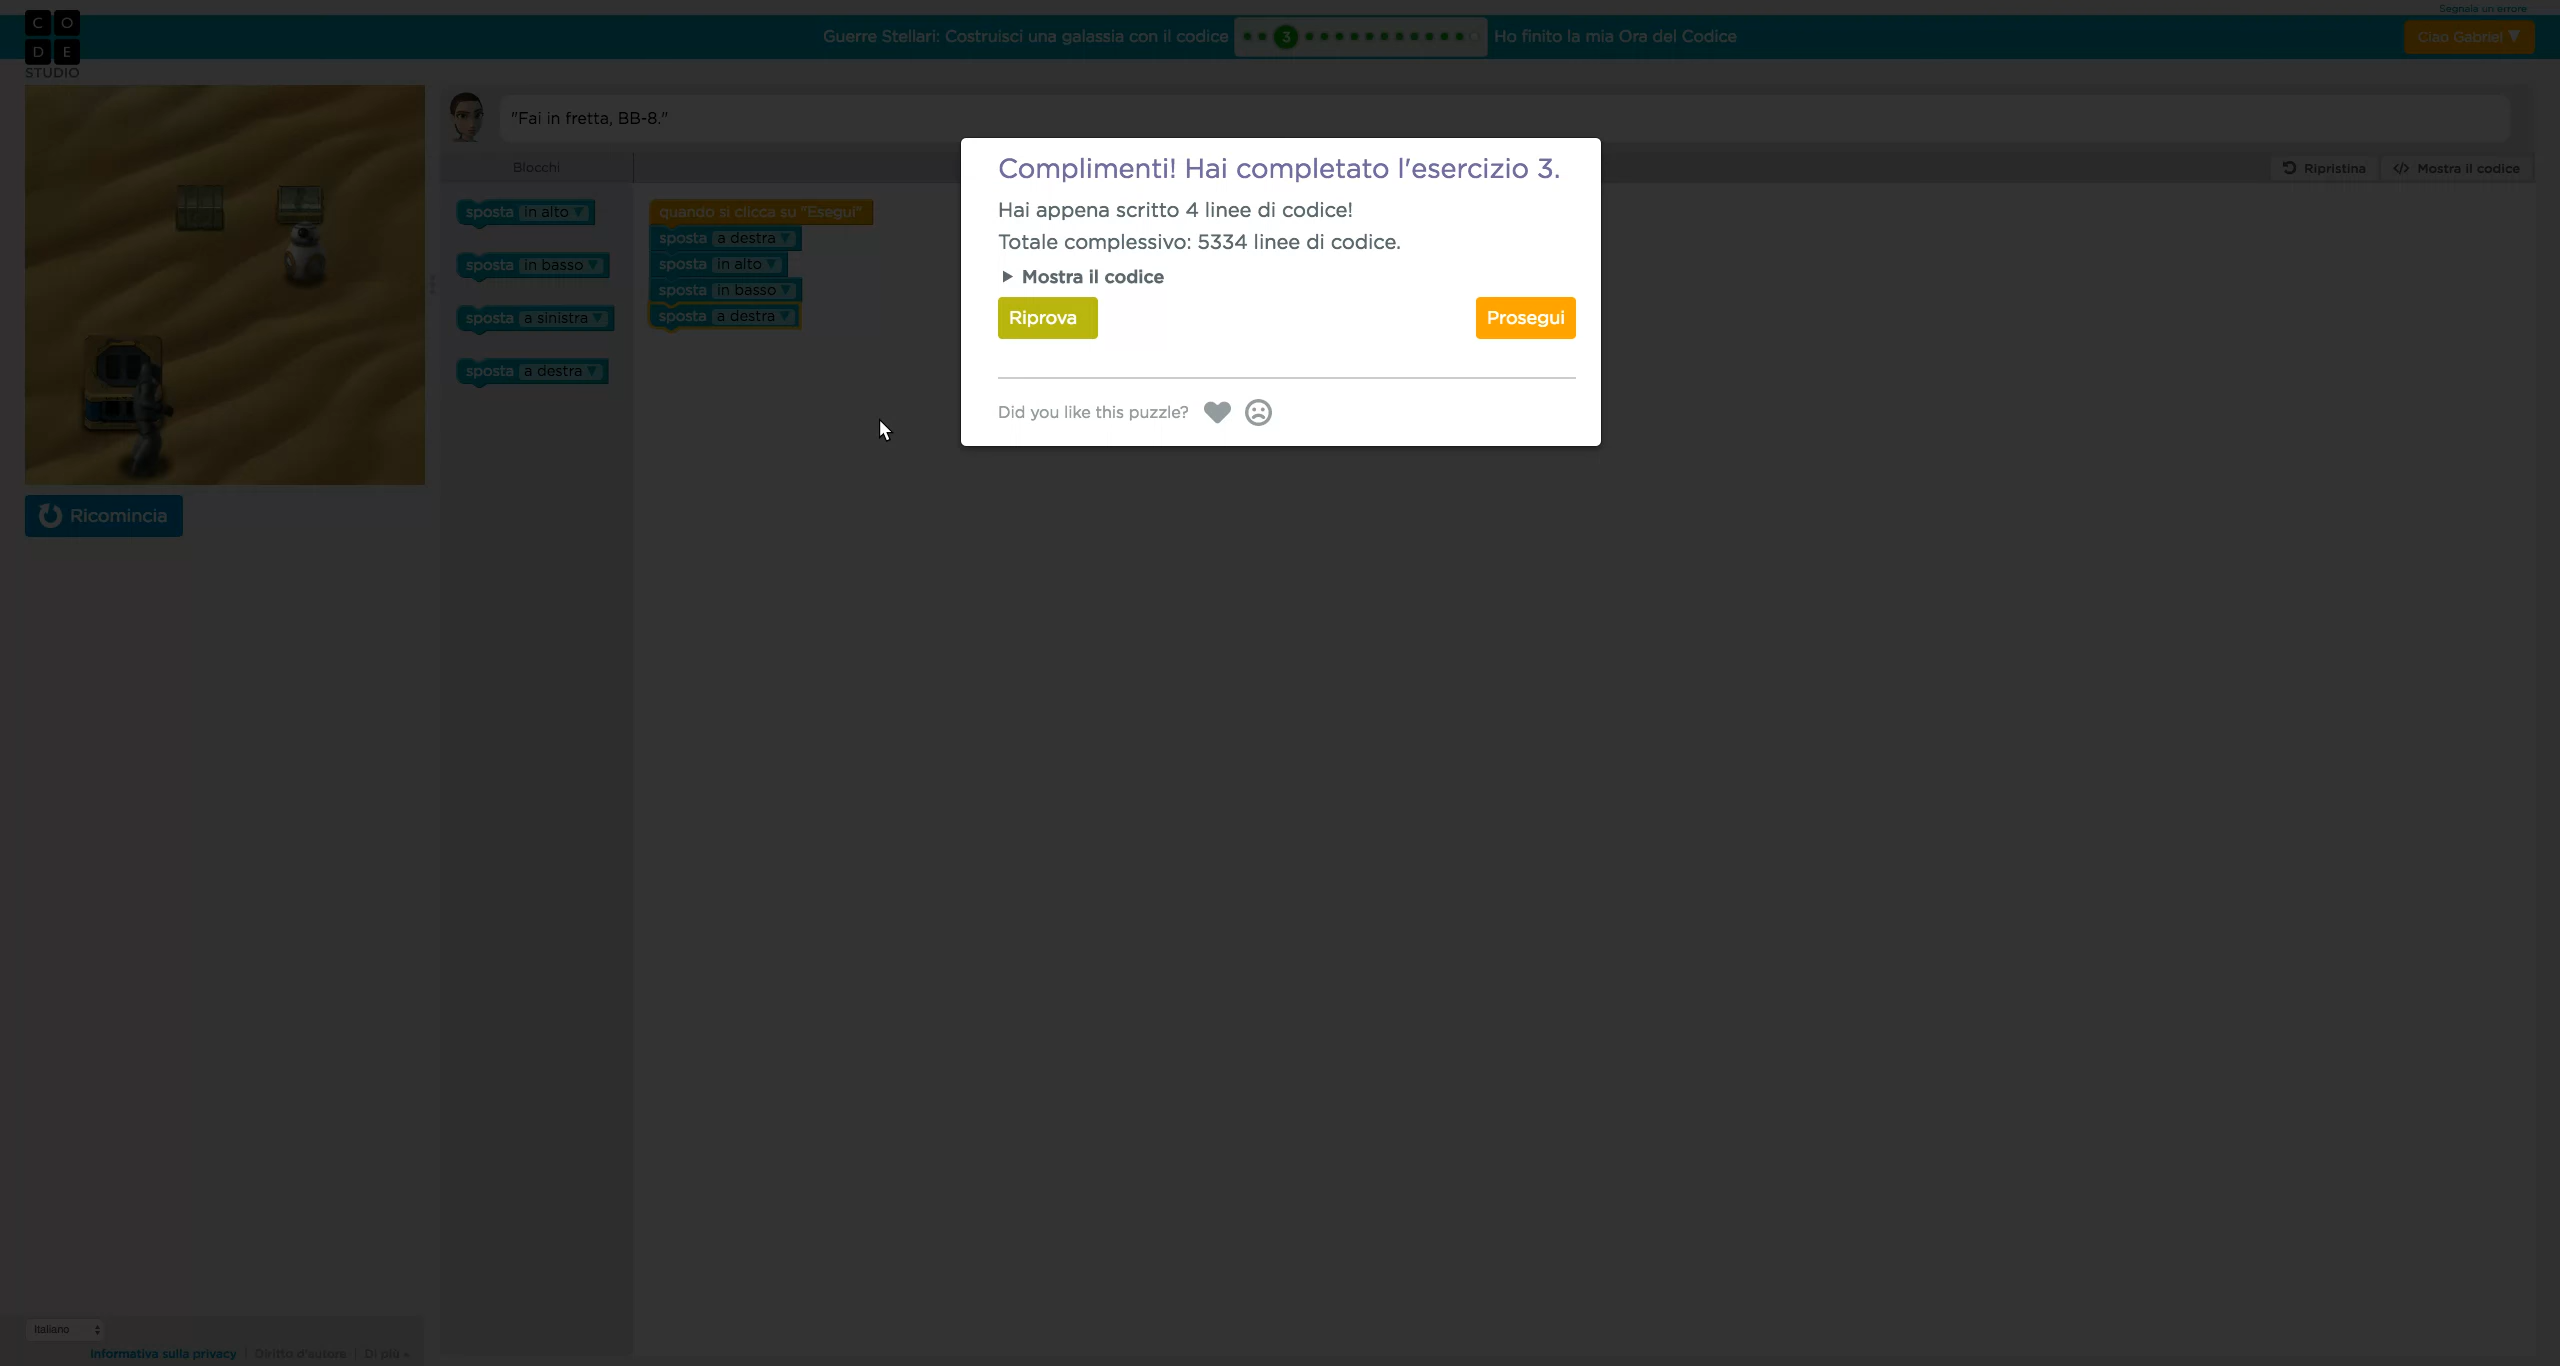 Segnala un errore
C O
D E
STUDIO
Guerre Stellari: Costruisci una galassia con il codice 3 Ho finito la mia Ora del Codice
Ciao Gabriel
"Fai in fretta, BB-8."
Blocchi
Ripristina
Mostra il codice
sposta in alto
sposta in basso
sposta a sinistra
sposta a destra
quando si clicca su "Esegui"
sposta a destra
sposta in alto
sposta in basso
sposta a destra
Complimenti! Hai completato l'esercizio 3.
Hai appena scritto 4 linee di codice!
Totale complessivo: 5334 linee di codice.
Mostra il codice
Riprova
Prosegui
Did you like this puzzle?
Ricomincia
Italiano
Informativa sulla privacy | Diritto d'autore | Di più